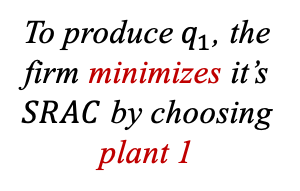 To produce q₁, the
firm minimizes it’s
SRAC by choosing
plant 1